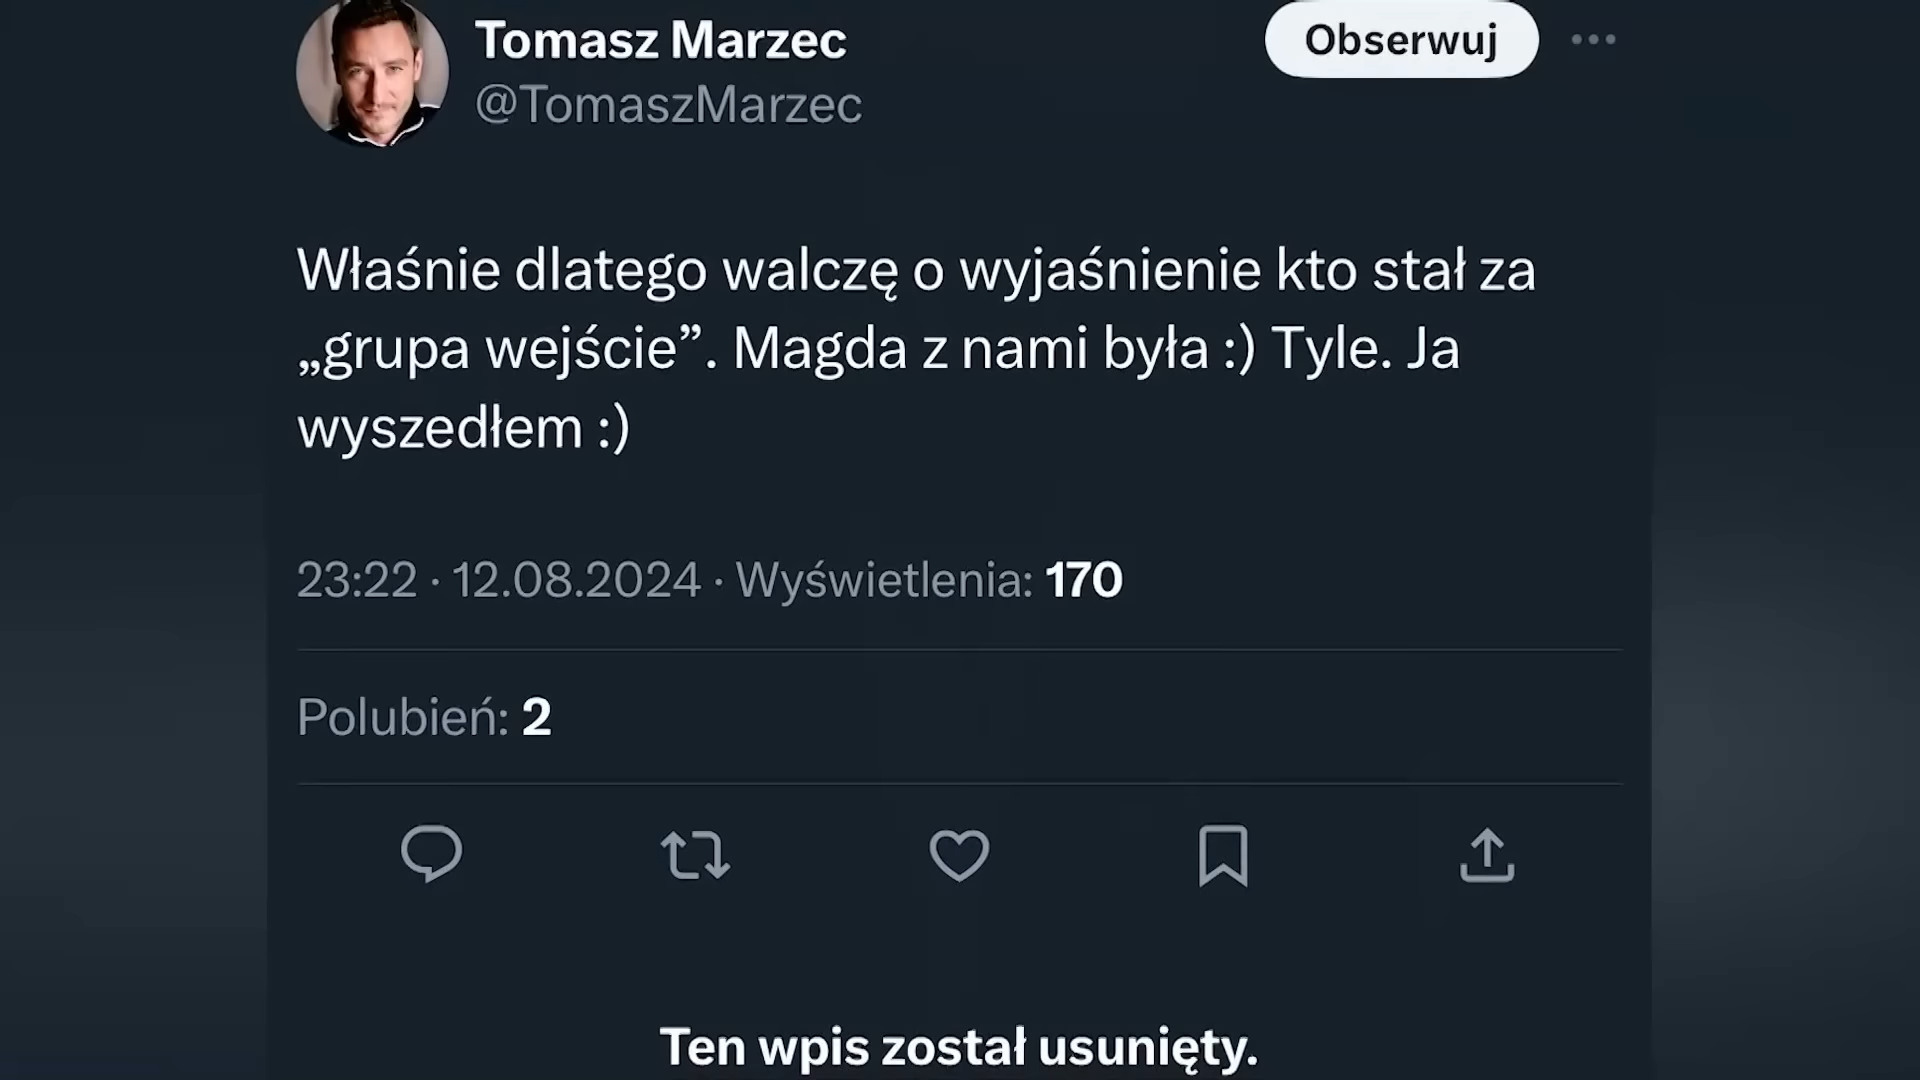 Tomasz Marzec
Obserwuj
@TomaszMarzec
Właśnie dlatego walczę o wyjaśnienie kto stał za
„grupa wejście”. Magda z nami była :) Tyle. Ja
wyszedłem :)
23:22 · 12.08.2024 · Wyświetlenia: 170
Polubień: 2
Ten wpis został usunięty.